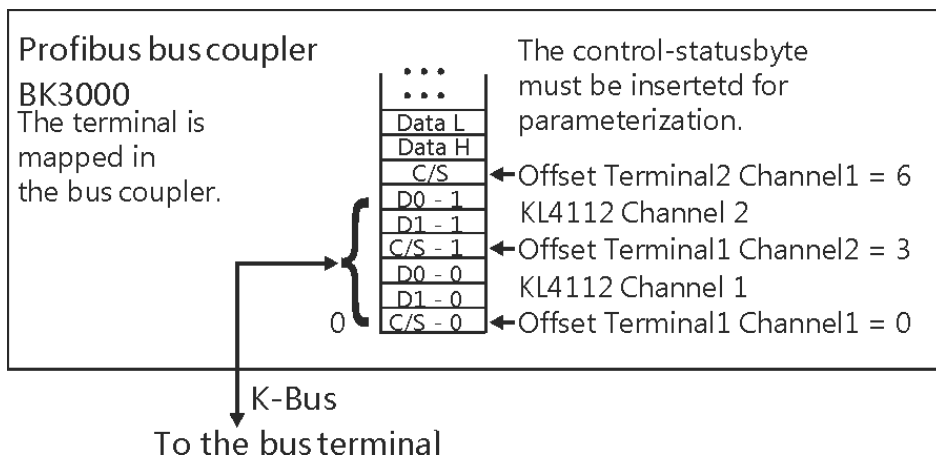 Profibus bus coupler
BK3000
The terminal is
mapped in
the bus coupler.
The control-statusbyte
must be insertetd for
parameterization.
Data L
Data H
C/S
D0 - 1
D1 - 1
C/S - 1
D0 - 0
D1 - 0
C/S - 0
0
Offset Terminal2 Channel1 = 6
KL4112 Channel 2
Offset Terminal1 Channel2 = 3
KL4112 Channel 1
Offset Terminal1 Channel1 = 0
K-Bus
To the bus terminal